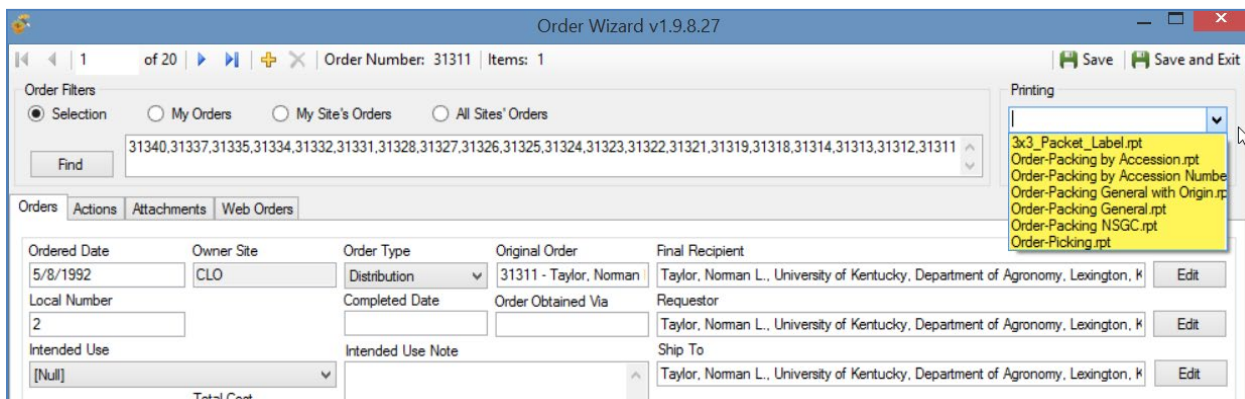 Order Wizard v1.9.8.27
1 of 20 Order Number: 31311 Items: 1 Save Save and Exit
Order Filters
Printing
Selection My Orders My Site's Orders All Sites' Orders
31340,31337,31335,31334,31332,31331,31328,31327,31326,31325,31324,31323,31322,31321,31319,31318,31314,31313,31312,31311
Find
3x3_Packet_Label.rpt
Order-Packing by Accession.rpt
Order-Packing by Accession Numbe
Order-Packing General with Origin.rp
Order-Packing General.rpt
Order-Packing NSGC.rpt
Order-Picking.rpt
Orders Actions Attachments Web Orders
Ordered Date Owner Site Order Type Original Order Final Recipient
5/8/1992 CLO Distribution 31311 - Taylor, Norman Taylor, Norman L., University of Kentucky, Department of Agronomy, Lexington, K Edit
Local Number Completed Date Order Obtained Via Requestor
2 Taylor, Norman L., University of Kentucky, Department of Agronomy, Lexington, K Edit
Intended Use Intended Use Note Ship To
[Null] Taylor, Norman L., University of Kentucky, Department of Agronomy, Lexington, K Edit
Total Cost